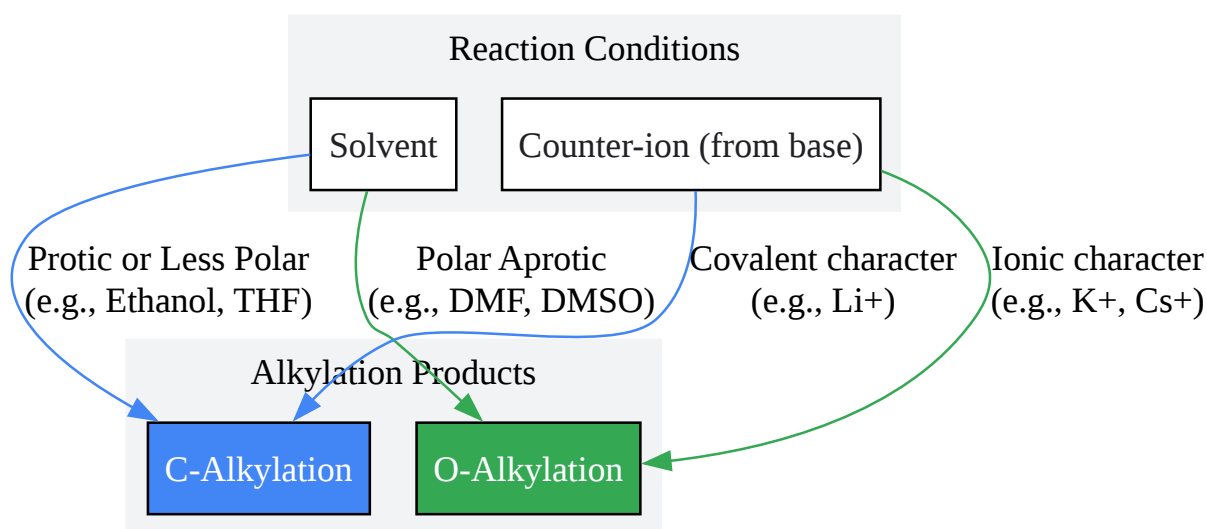 Reaction Conditions
Solvent
Counter-ion (from base)
Protic or Less Polar
(e.g., Ethanol, THF)
Polar Aprotic
(e.g., DMF, DMSO)
Covalent character
(e.g., Li+)
Ionic character
(e.g., K+, Cs+)
Alkylation Products
C-Alkylation
O-Alkylation